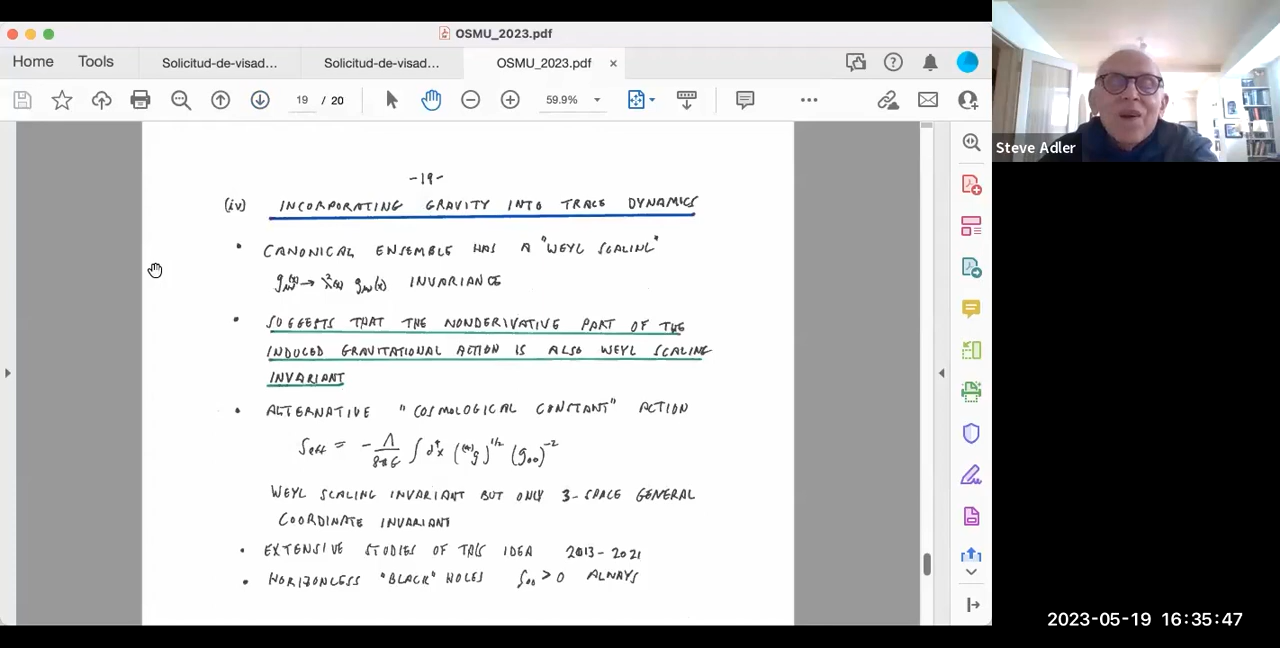 OSMU_2023.pdf
Home Tools Solicitud-de-visad... Solicitud-de-visad... OSMU_2023.pdf ×
19 / 20 59.9%
Steve Adler
-19-
(iv) INCORPORATING GRAVITY INTO TRACE DYNAMICS
• CANONICAL ENSEMBLE HAS A "WEYL SCALING"
g_μν(x) → λ²(x) g_μν(x) INVARIANCE
• SUGGESTS THAT THE NONDERIVATIVE PART OF THE
INDUCED GRAVITATIONAL ACTION IS ALSO WEYL SCALING
INVARIANT
• ALTERNATIVE "COSMOLOGICAL CONSTANT" ACTION
S_eff = - Λ/8πG ∫ d⁴x (⁽⁴⁾g)^1/2 (g₀₀)^-2
WEYL SCALING INVARIANT BUT ONLY 3-SPACE GENERAL
COORDINATE INVARIANT
• EXTENSIVE STUDIES OF THIS IDEA 2013-2021
• HORIZONLESS "BLACK" HOLES g₀₀ > 0 ALWAYS
2023-05-19 16:35:47